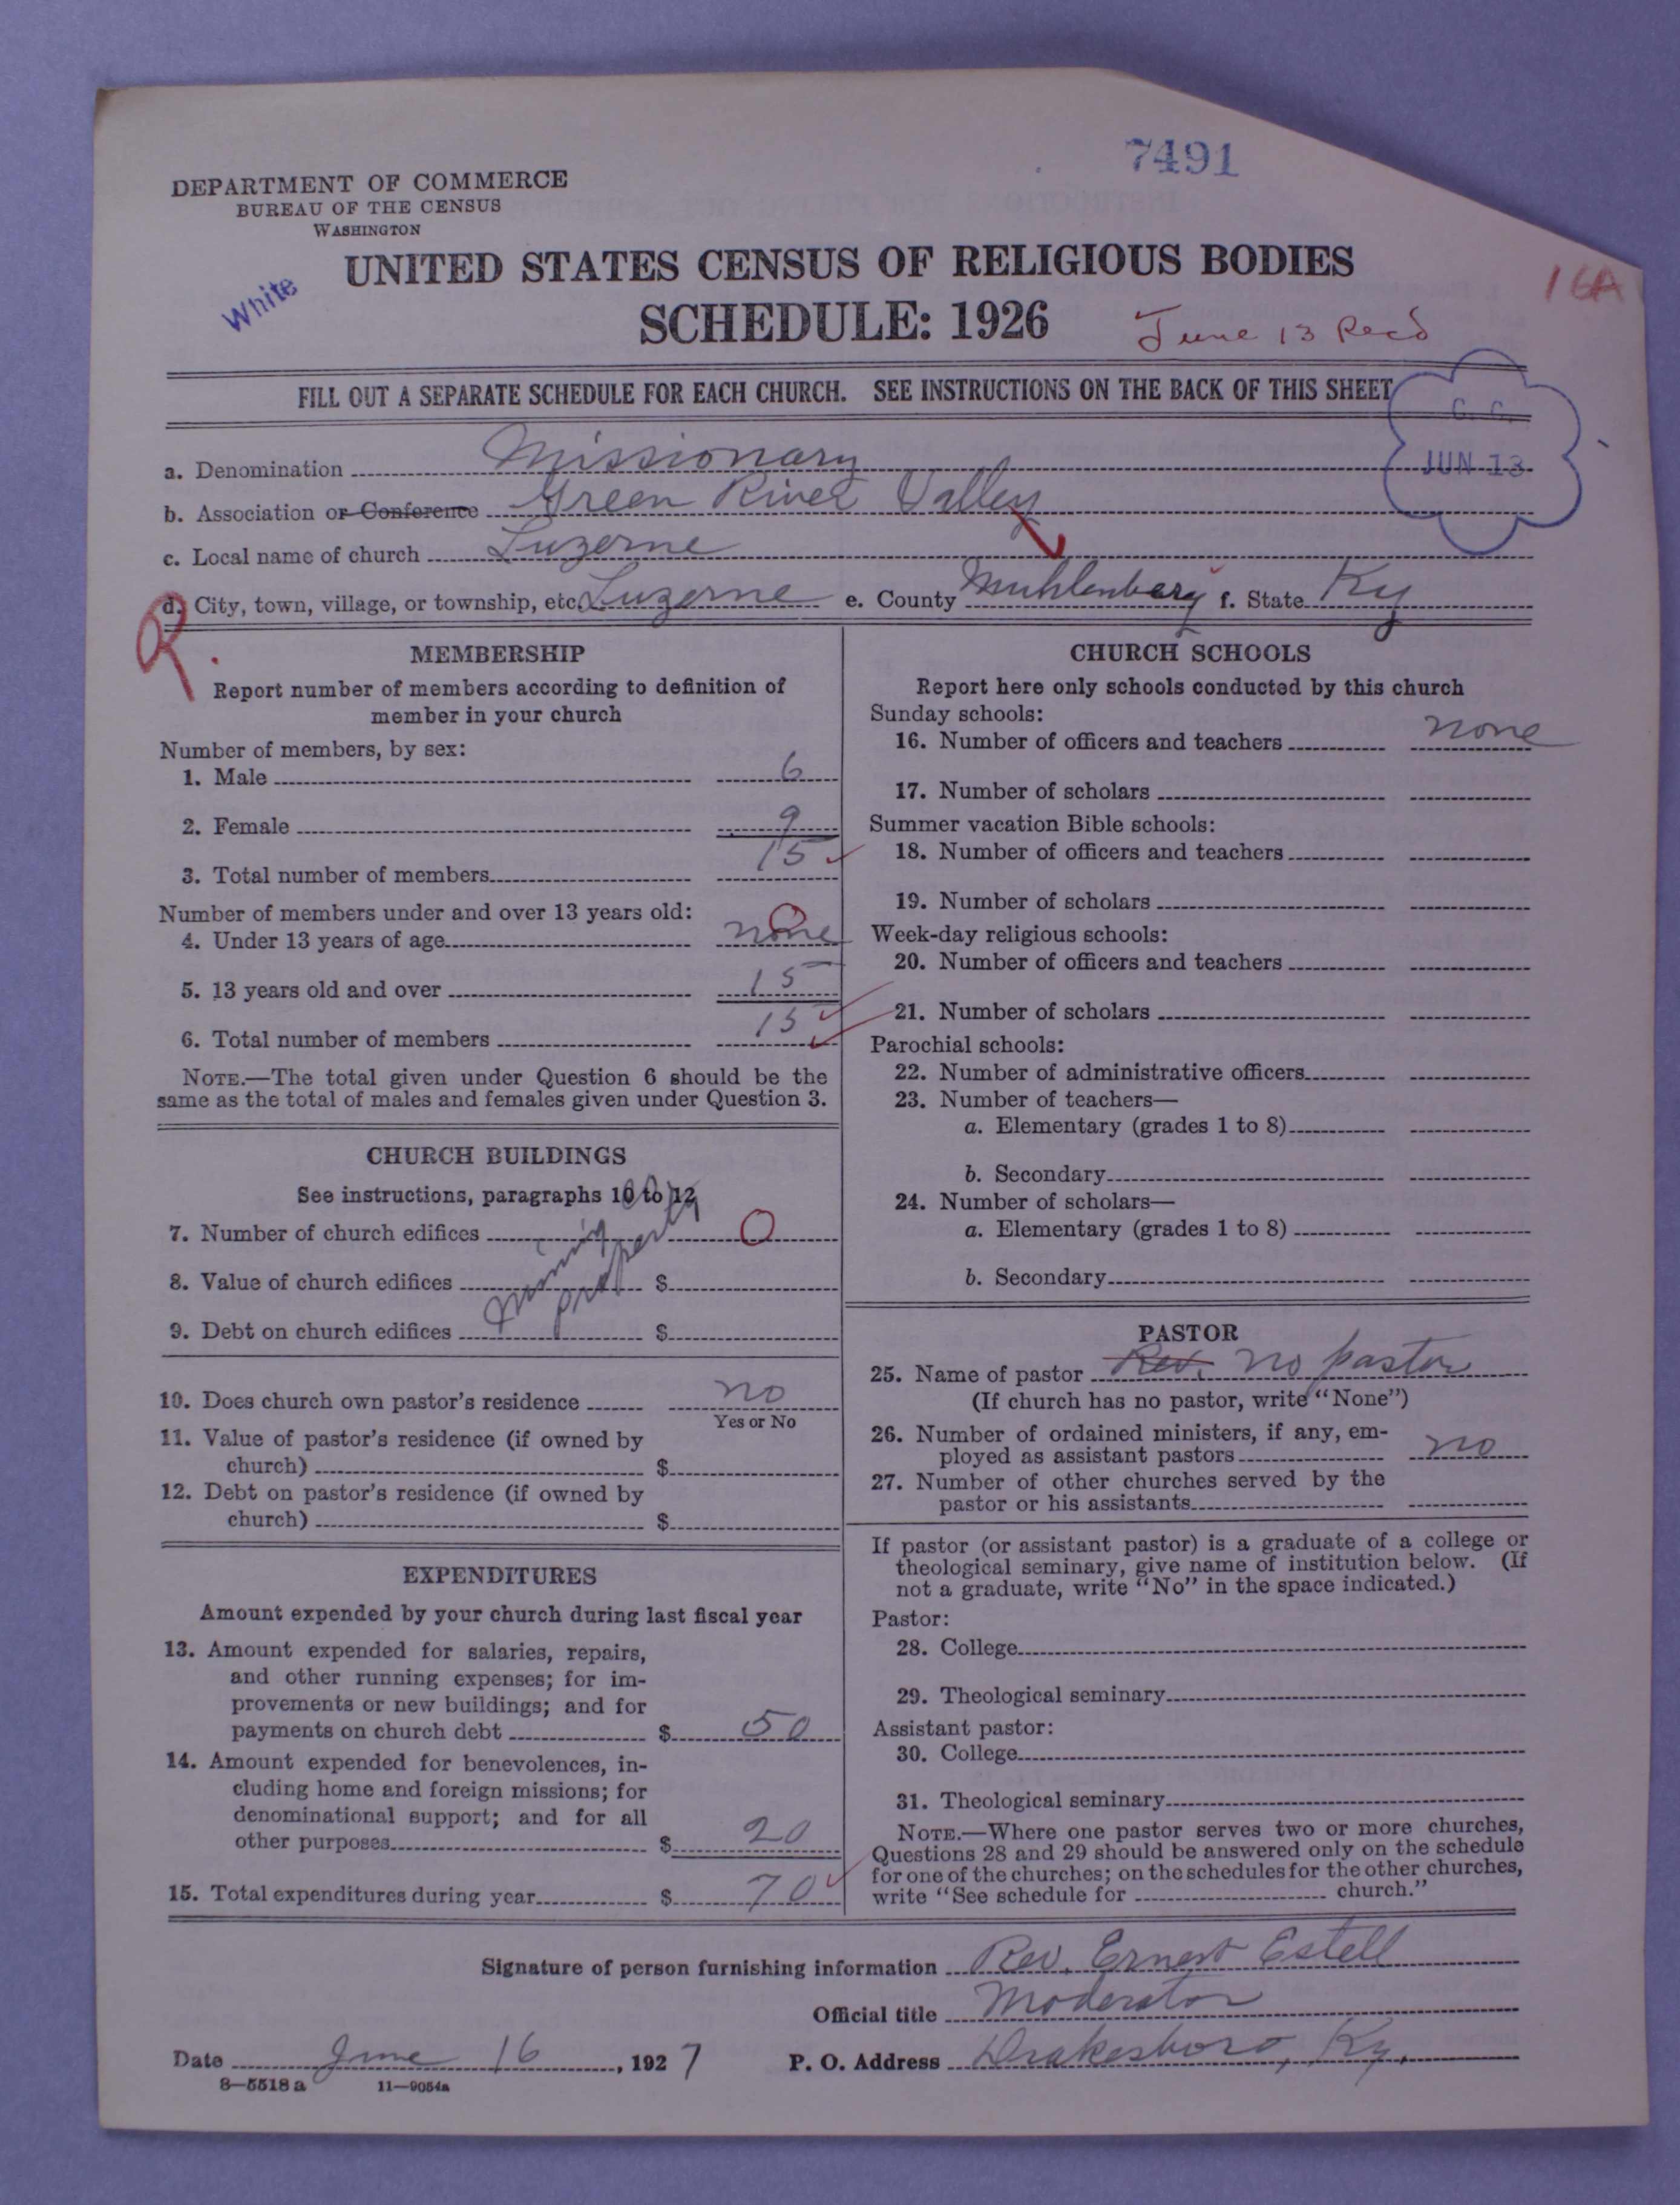 7491
DEPARTMENT OF COMMERCE
BUREAU OF THE CENSUS
WASHINGTON
White
UNITED STATES CENSUS OF RELIGIOUS BODIES
16A
SCHEDULE: 1926
June 13 Recd
FILL OUT A SEPARATE SCHEDULE FOR EACH CHURCH. SEE INSTRUCTIONS ON THE BACK OF THIS SHEET
JUN 13
a. Denomination Missionary
b. Association or Conference Green River Valley
c. Local name of church Luzerne
d. City, town, village, or township, etc. Luzerne e. County Muhlenberg f. State Ky
MEMBERSHIP
Report number of members according to definition of
member in your church
Number of members, by sex:
1. Male 6
2. Female 9
3. Total number of members 15
Number of members under and over 13 years old:
4. Under 13 years of age none 0
5. 13 years old and over 15
6. Total number of members 15
NOTE.—The total given under Question 6 should be the
same as the total of males and females given under Question 3.
CHURCH BUILDINGS
See instructions, paragraphs 10 to 12
7. Number of church edifices 0
8. Value of church edifices $
9. Debt on church edifices $
mining
property
10. Does church own pastor's residence no
Yes or No
11. Value of pastor's residence (if owned by
church) $
12. Debt on pastor's residence (if owned by
church) $
EXPENDITURES
Amount expended by your church during last fiscal year
13. Amount expended for salaries, repairs,
and other running expenses; for im-
provements or new buildings; and for
payments on church debt $ 50
14. Amount expended for benevolences, in-
cluding home and foreign missions; for
denominational support; and for all
other purposes $ 20
15. Total expenditures during year $ 70
CHURCH SCHOOLS
Report here only schools conducted by this church
Sunday schools:
16. Number of officers and teachers none
17. Number of scholars
Summer vacation Bible schools:
18. Number of officers and teachers
19. Number of scholars
Week-day religious schools:
20. Number of officers and teachers
21. Number of scholars
Parochial schools:
22. Number of administrative officers
23. Number of teachers—
a. Elementary (grades 1 to 8)
b. Secondary
24. Number of scholars—
a. Elementary (grades 1 to 8)
b. Secondary
PASTOR
25. Name of pastor Rev. no pastor
(If church has no pastor, write "None")
26. Number of ordained ministers, if any, em-
ployed as assistant pastors no
27. Number of other churches served by the
pastor or his assistants
If pastor (or assistant pastor) is a graduate of a college or
theological seminary, give name of institution below. (If
not a graduate, write "No" in the space indicated.)
Pastor:
28. College
29. Theological seminary
Assistant pastor:
30. College
31. Theological seminary
NOTE.—Where one pastor serves two or more churches,
Questions 28 and 29 should be answered only on the schedule
for one of the churches; on the schedules for the other churches,
write "See schedule for church."
Signature of person furnishing information Rev. Ernest Estell
Official title Moderator
Date June 16, 1927 P. O. Address Drakesboro, Ky.
8—5518 a 11—9054a